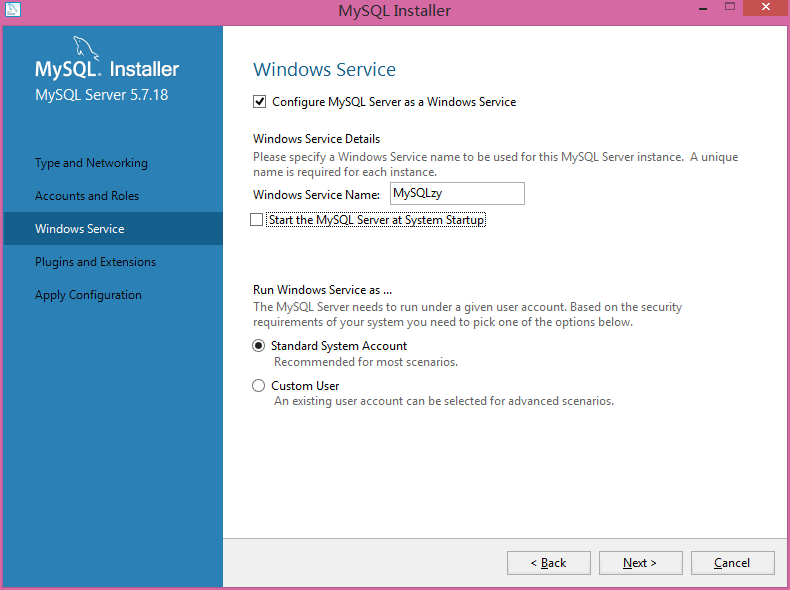 MySQL Installer
MySQL. Installer
MySQL Server 5.7.18
Type and Networking
Accounts and Roles
Windows Service
Plugins and Extensions
Apply Configuration
Windows Service
Configure MySQL Server as a Windows Service
Windows Service Details
Please specify a Windows Service name to be used for this MySQL Server instance. A unique
name is required for each instance.
Windows Service Name: MySQLzy
Start the MySQL Server at System Startup
Run Windows Service as ...
The MySQL Server needs to run under a given user account. Based on the security
requirements of your system you need to pick one of the options below.
Standard System Account
Recommended for most scenarios.
Custom User
An existing user account can be selected for advanced scenarios.
< Back Next > Cancel